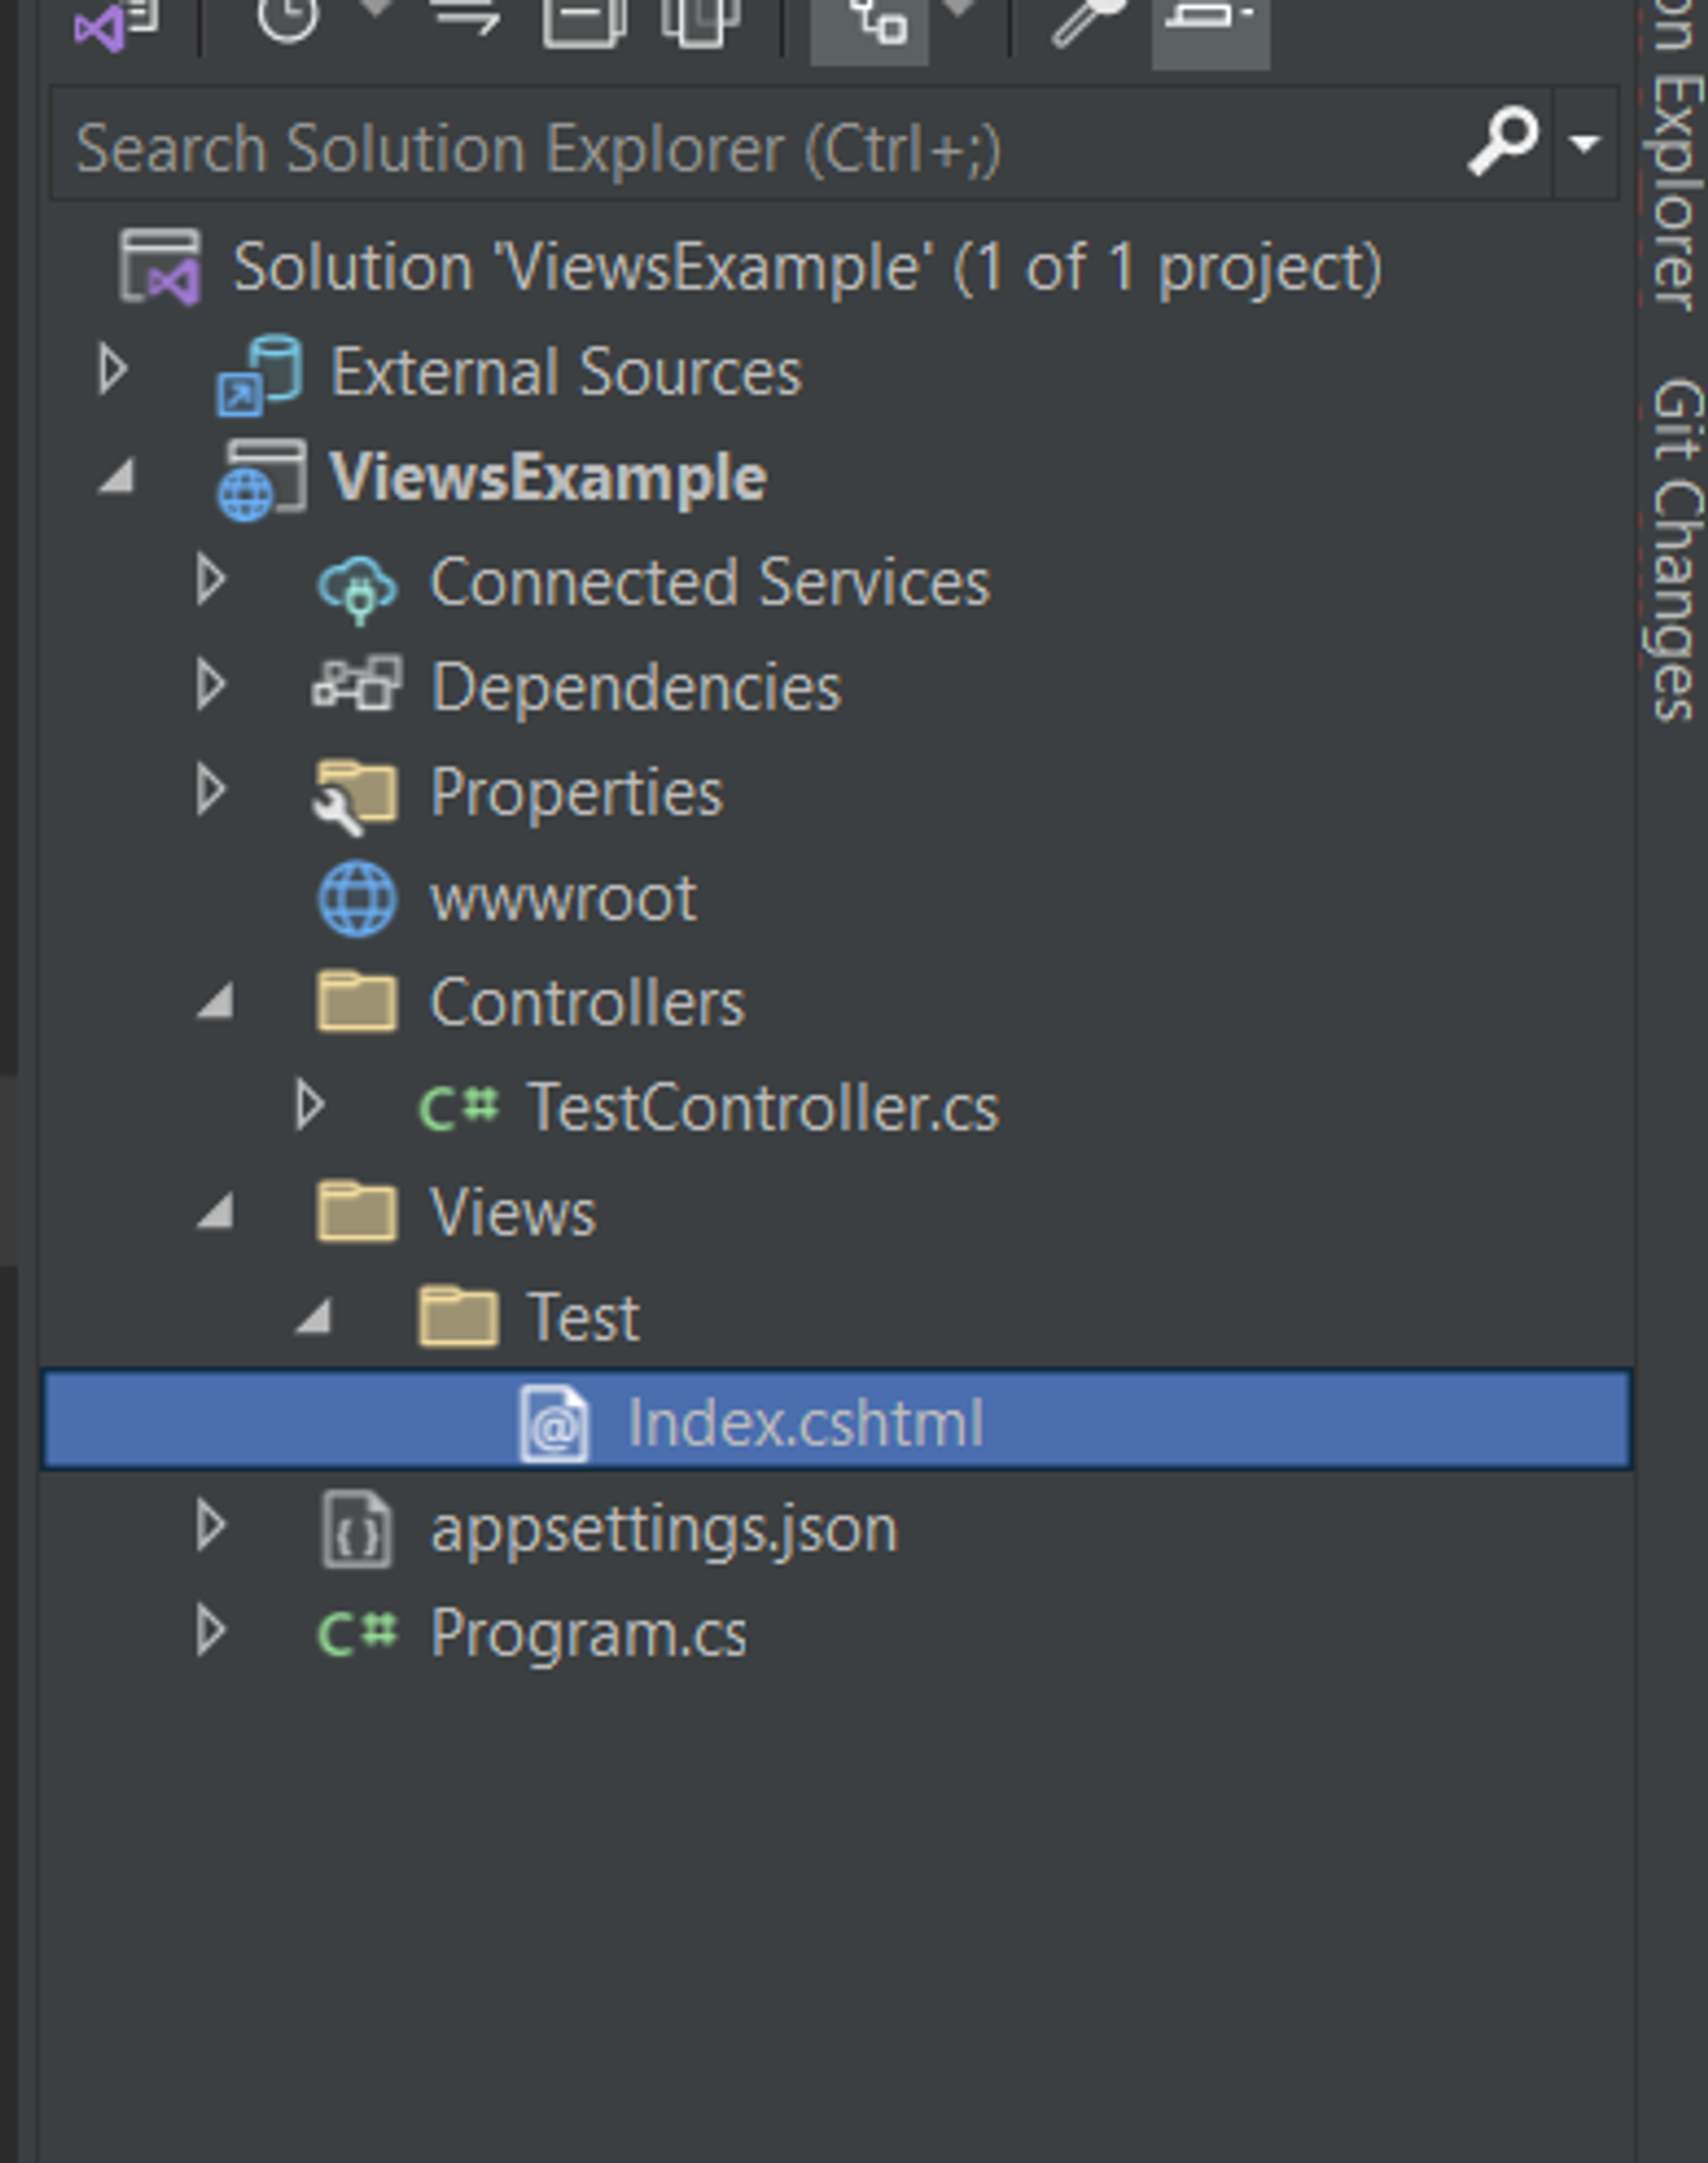 Search Solution Explorer (Ctrl+;)
Solution 'ViewsExample' (1 of 1 project)
External Sources
ViewsExample
Connected Services
Dependencies
Properties
wwwroot
Controllers
C# TestController.cs
Views
Test
Index.cshtml
appsettings.json
C# Program.cs
Explorer
Git Changes